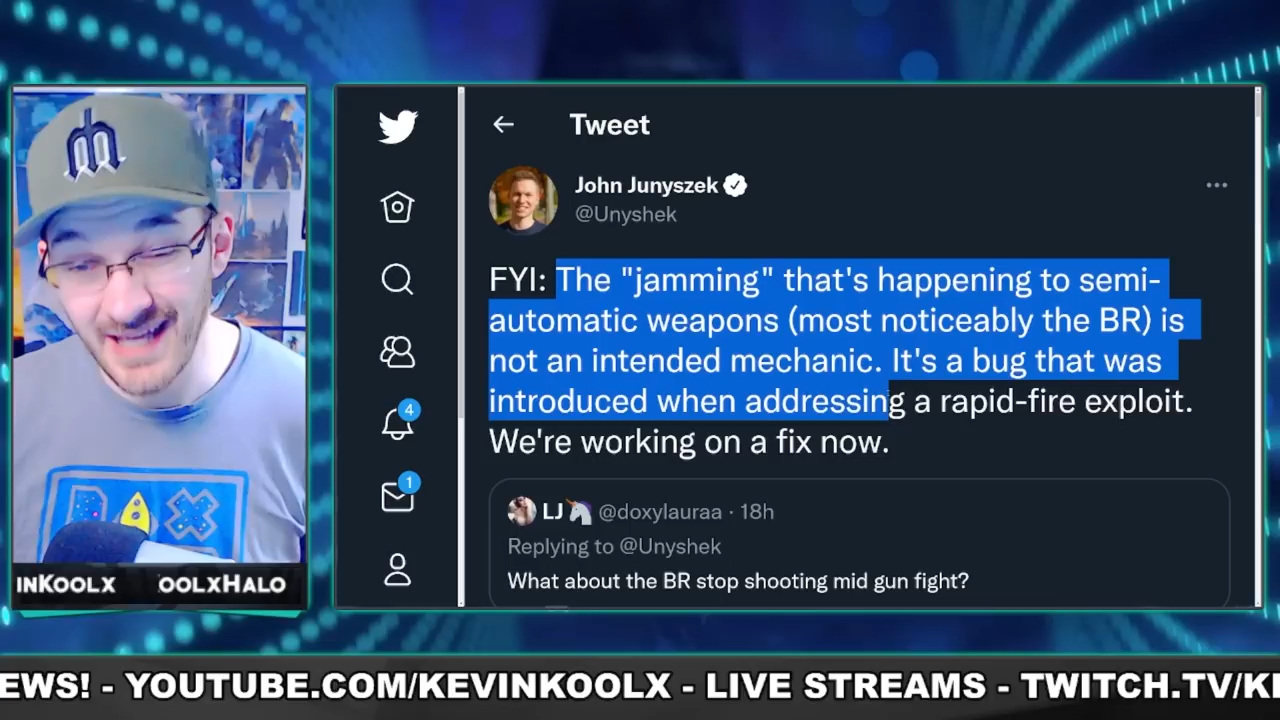 Tweet
John Junyszek
@Unyshek
FYI: The "jamming" that's happening to semi-
automatic weapons (most noticeably the BR) is
not an intended mechanic. It's a bug that was
introduced when addressing a rapid-fire exploit.
We're working on a fix now.
4
1
LJ🦄 @doxylauraa · 18h
Replying to @Unyshek
What about the BR stop shooting mid gun fight?
INKOOLX OOLXHALO
EWS! - YOUTUBE.COM/KEVINKOOLX - LIVE STREAMS - TWITCH.TV/KE